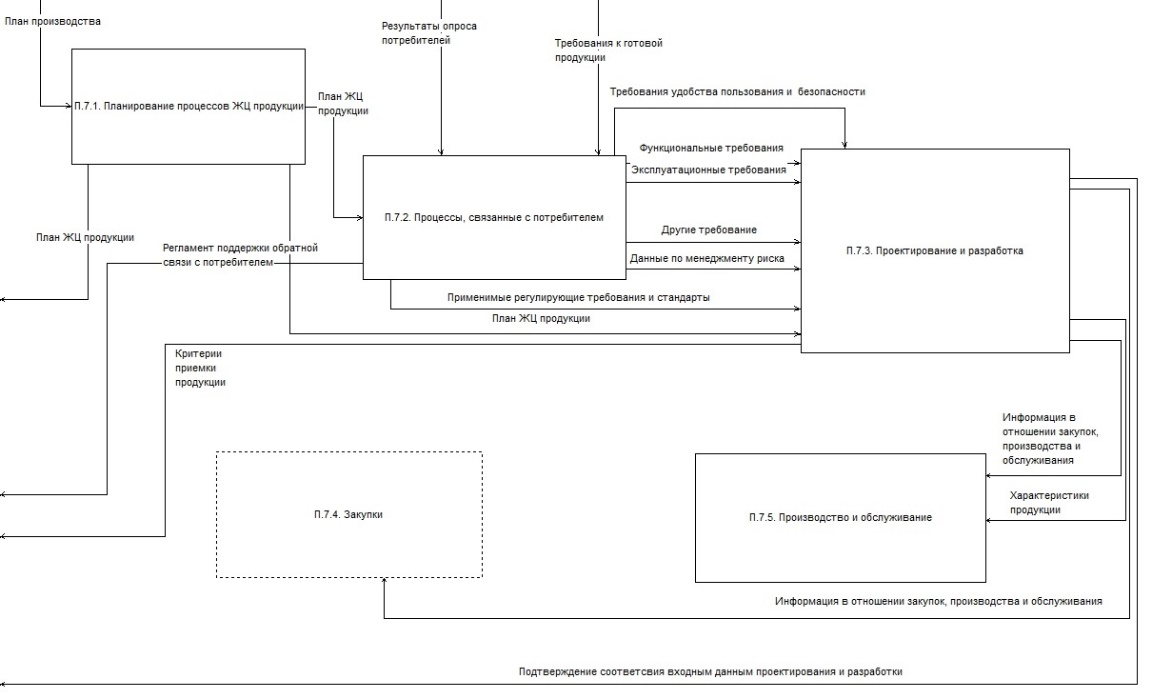 План производства
Результаты опроса
потребителей
Требования к готовой
продукции
П.7.1. Планирование процессов ЖЦ продукции
План ЖЦ
продукции
Требования удобства пользования и безопасности
Функциональные требования
Эксплуатационные требования
П.7.2. Процессы, связанные с потребителем
Другие требование
Данные по менеджменту риска
П.7.3. Проектирование и разработка
План ЖЦ продукции
Регламент поддержки обратной
связи с потребителем
Применимые регулирующие требования и стандарты
План ЖЦ продукции
Критерии
приемки
продукции
Информация в
отношении закупок,
производства и
обслуживания
Характеристики
продукции
П.7.4. Закупки
П.7.5. Производство и обслуживание
Информация в отношении закупок, производства и обслуживания
Подтверждение соответсвия входным данным проектирования и разработки